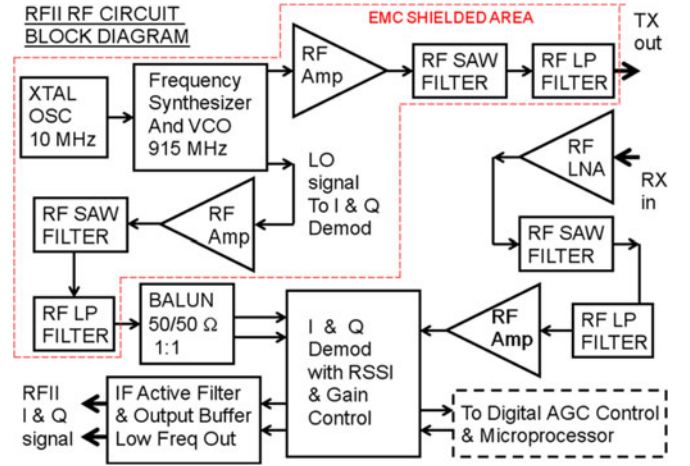 RFII RF CIRCUIT
BLOCK DIAGRAM
EMC SHIELDED AREA
TX
out
XTAL
OSC
10 MHz
Frequency
Synthesizer
And VCO
915 MHz
RF
Amp
RF SAW
FILTER
RF LP
FILTER
LO
signal
To I & Q
Demod
RF
LNA
RX
in
RF SAW
FILTER
RF
Amp
RF SAW
FILTER
RF LP
FILTER
BALUN
50/50 Ω
1:1
I & Q
Demod
with RSSI
& Gain
Control
RF
Amp
RF LP
FILTER
RFII
I & Q
signal
IF Active Filter
& Output Buffer
Low Freq Out
To Digital AGC Control
& Microprocessor